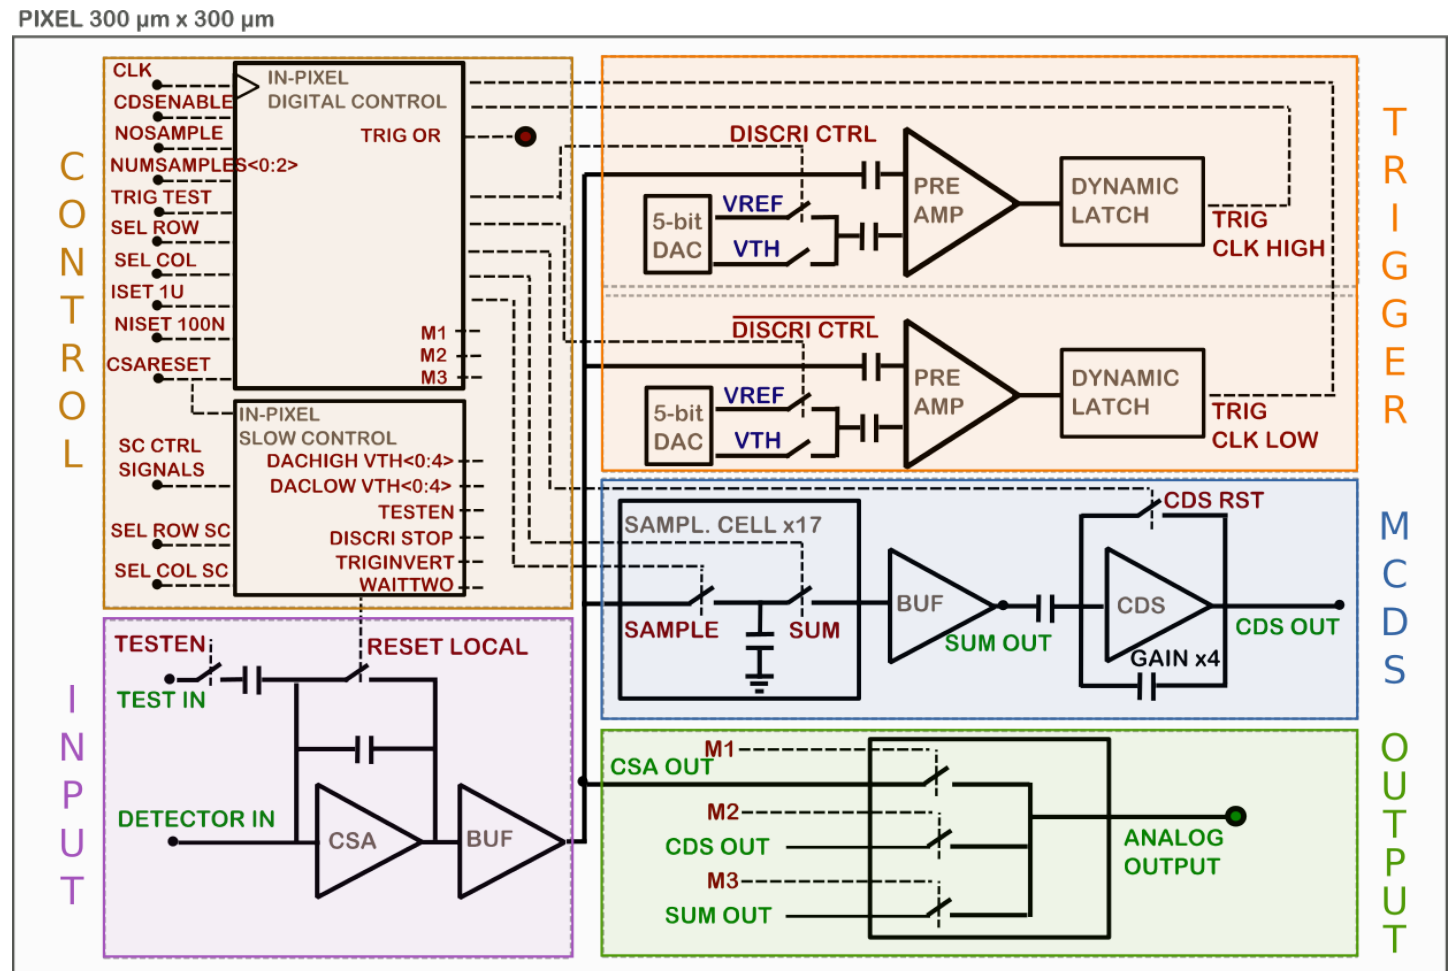 PIXEL 300 µm x 300 µm
CONTROL
CLK
CDSENABLE
NOSAMPLE
NUMSAMPLES<0:2>
TRIG TEST
SEL ROW
SEL COL
ISET 1U
NISET 100N
CSARESET
IN-PIXEL
DIGITAL CONTROL
TRIG OR
M1
M2
M3
SC CTRL
SIGNALS
SEL ROW SC
SEL COL SC
IN-PIXEL
SLOW CONTROL
DACHIGH VTH<0:4>
DACLOW VTH<0:4>
TESTEN
DISCRI STOP
TRIGINVERT
WAITTWO
TRIGGER
DISCRI CTRL
5-bit
DAC
VREF
VTH
PRE
AMP
DYNAMIC
LATCH
TRIG
CLK HIGH
DISCRI CTRL
5-bit
DAC
VREF
VTH
PRE
AMP
DYNAMIC
LATCH
TRIG
CLK LOW
MCDS
SAMPL. CELL x17
SAMPLE
SUM
BUF
SUM OUT
CDS RST
CDS
GAIN x4
CDS OUT
INPUT
TESTEN
TEST IN
RESET LOCAL
DETECTOR IN
CSA
BUF
OUTPUT
M1
CSA OUT
M2
CDS OUT
M3
SUM OUT
ANALOG
OUTPUT